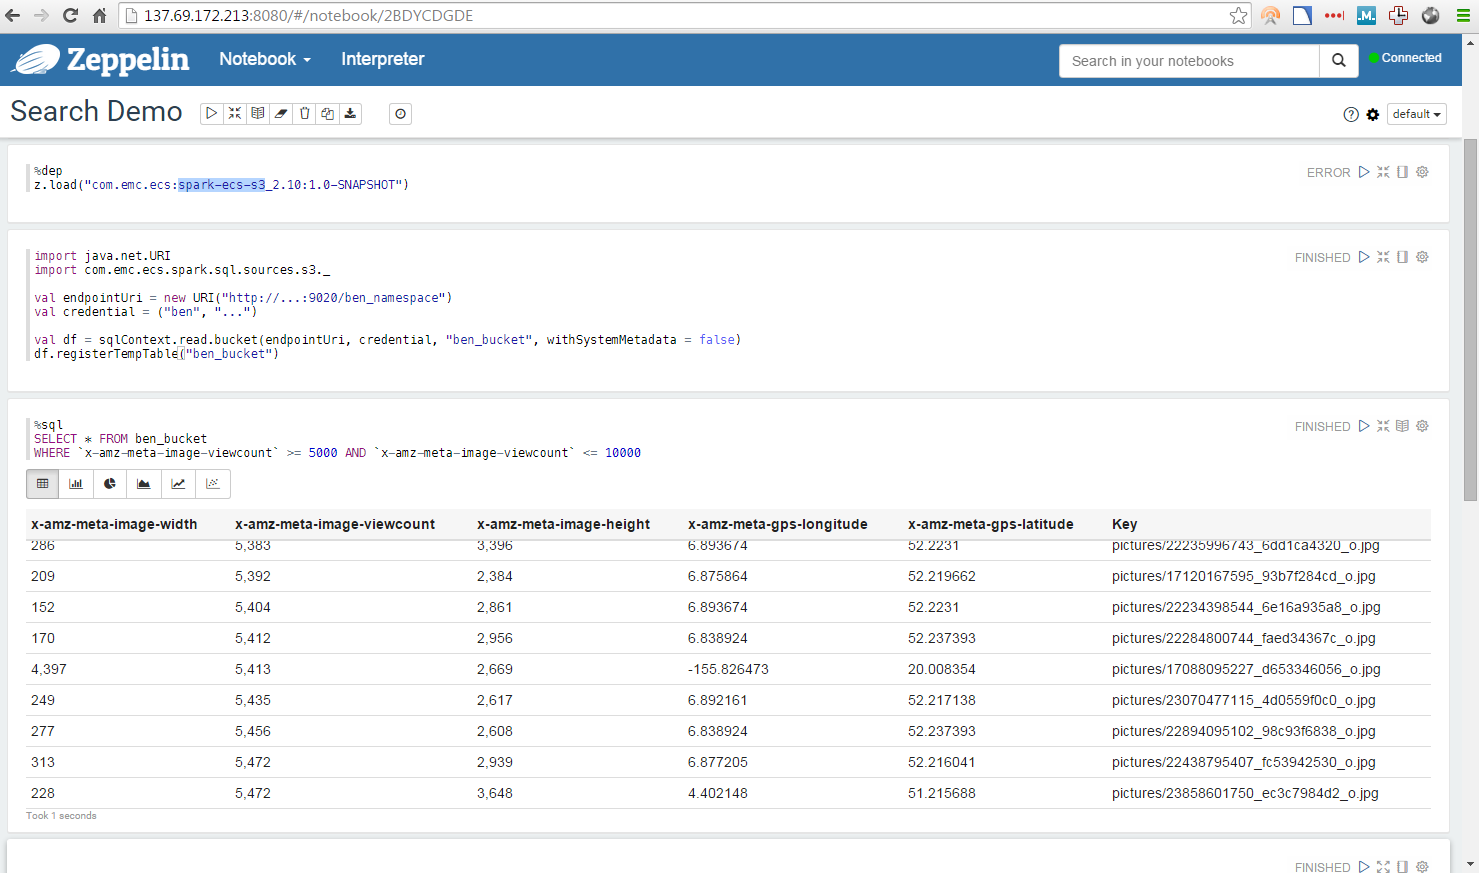 137.69.172.213:8080/#/notebook/2BDYCDGDE
.M.
Zeppelin Notebook Interpreter Search in your notebooks Connected
Search Demo default
%dep ERROR
z.load("com.emc.ecs:spark-ecs-s3_2.10:1.0-SNAPSHOT")
import java.net.URI FINISHED
import com.emc.ecs.spark.sql.sources.s3._
val endpointUri = new URI("http://...:9020/ben_namespace")
val credential = ("ben", "...")
val df = sqlContext.read.bucket(endpointUri, credential, "ben_bucket", withSystemMetadata = false)
df.registerTempTable("ben_bucket")
%sql FINISHED
SELECT * FROM ben_bucket
WHERE `x-amz-meta-image-viewcount` >= 5000 AND `x-amz-meta-image-viewcount` <= 10000
x-amz-meta-image-width x-amz-meta-image-viewcount x-amz-meta-image-height x-amz-meta-gps-longitude x-amz-meta-gps-latitude Key
286 5,383 3,396 6.893674 52.2231 pictures/22235996743_6dd1ca4320_o.jpg
209 5,392 2,384 6.875864 52.219662 pictures/17120167595_93b7f284cd_o.jpg
152 5,404 2,861 6.893674 52.2231 pictures/22234398544_6e16a935a8_o.jpg
170 5,412 2,956 6.838924 52.237393 pictures/22284800744_faed34367c_o.jpg
4,397 5,413 2,669 -155.826473 20.008354 pictures/17088095227_d653346056_o.jpg
249 5,435 2,617 6.892161 52.217138 pictures/23070477115_4d0559f0c0_o.jpg
277 5,456 2,608 6.838924 52.237393 pictures/22894095102_98c93f6838_o.jpg
313 5,472 2,939 6.877205 52.216041 pictures/22438795407_fc53942530_o.jpg
228 5,472 3,648 4.402148 51.215688 pictures/23858601750_ec3c7984d2_o.jpg
Took 1 seconds
FINISHED